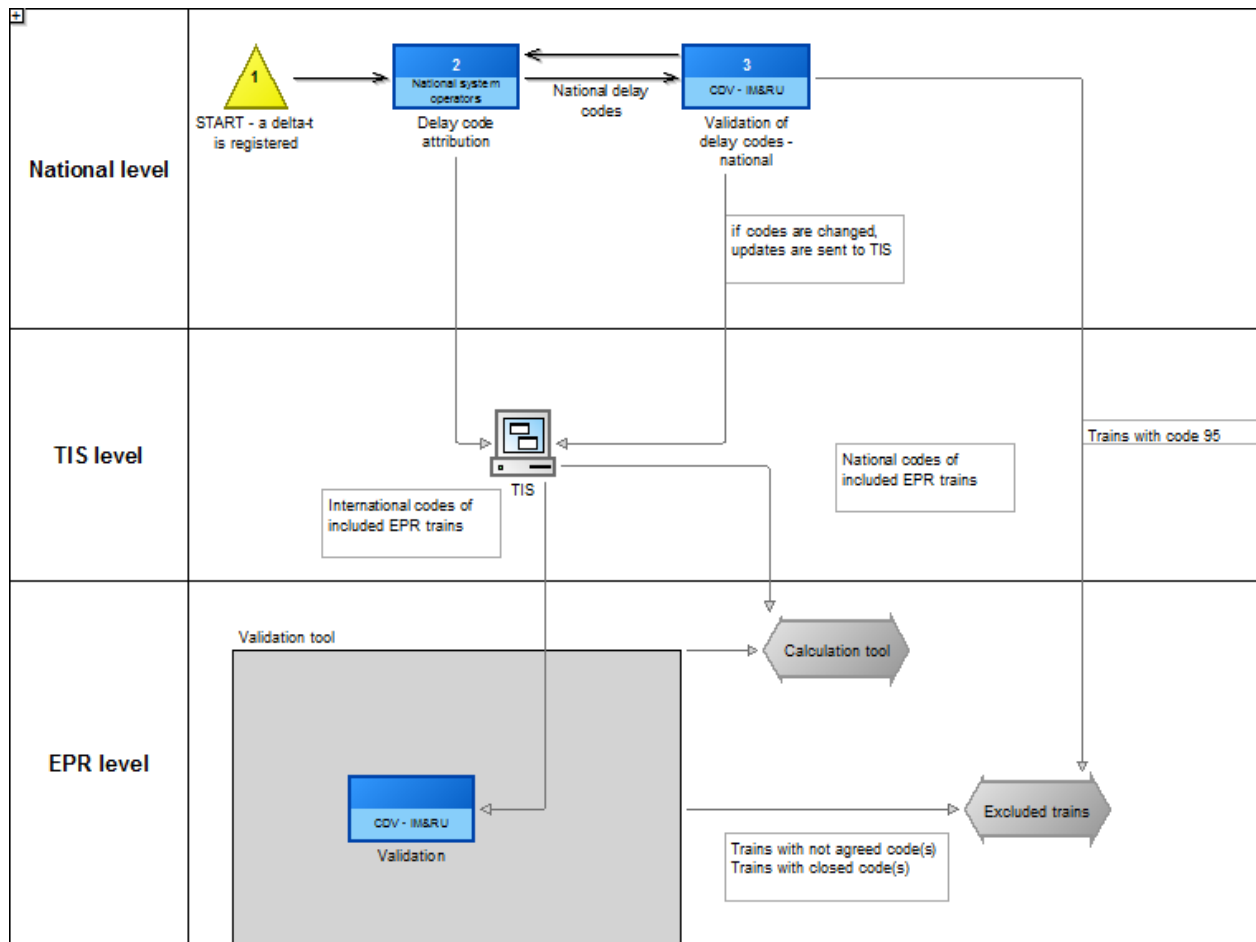 National level
1
START - a delta-t
is registered
2
National system
operators
Delay code
attribution
National delay
codes
3
CDV - IM&RU
Validation of
delay codes -
national
if codes are changed,
updates are sent to TIS
TIS level
TIS
International codes of
included EPR trains
National codes of
included EPR trains
Trains with code 95
EPR level
Validation tool
Calculation tool
CDV - IM&RU
Validation
Excluded trains
Trains with not agreed code(s)
Trains with closed code(s)